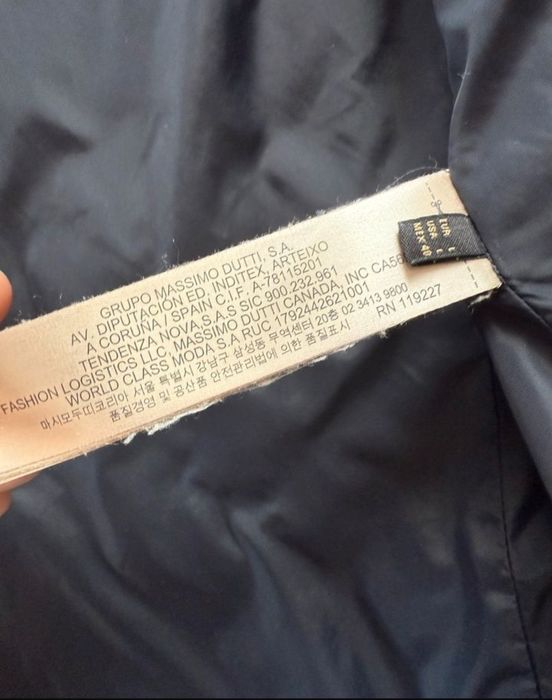 GRUPO MASSIMO DUTTI, S.A.
AV. DIPUTACIÓN ED. INDITEX, ARTEIXO
A CORUÑA / SPAIN C.I.F. A-78115201
TENDENZA NOVA,S.A.S SIC 900.232.961
FASHION LOGISTICS LLC, MASSIMO DUTTI CANADA, INC CA56
WORLD CLASS MODA S.A RUC 1792442621001
마시모두띠코리아 서울 특별시 강남구 삼성동 무역센터 20층 02 3413 9800
품질경영 및 공산품 안전관리법에 의한 품질표시 RN 119227
EUR L
USA L
MEX 40